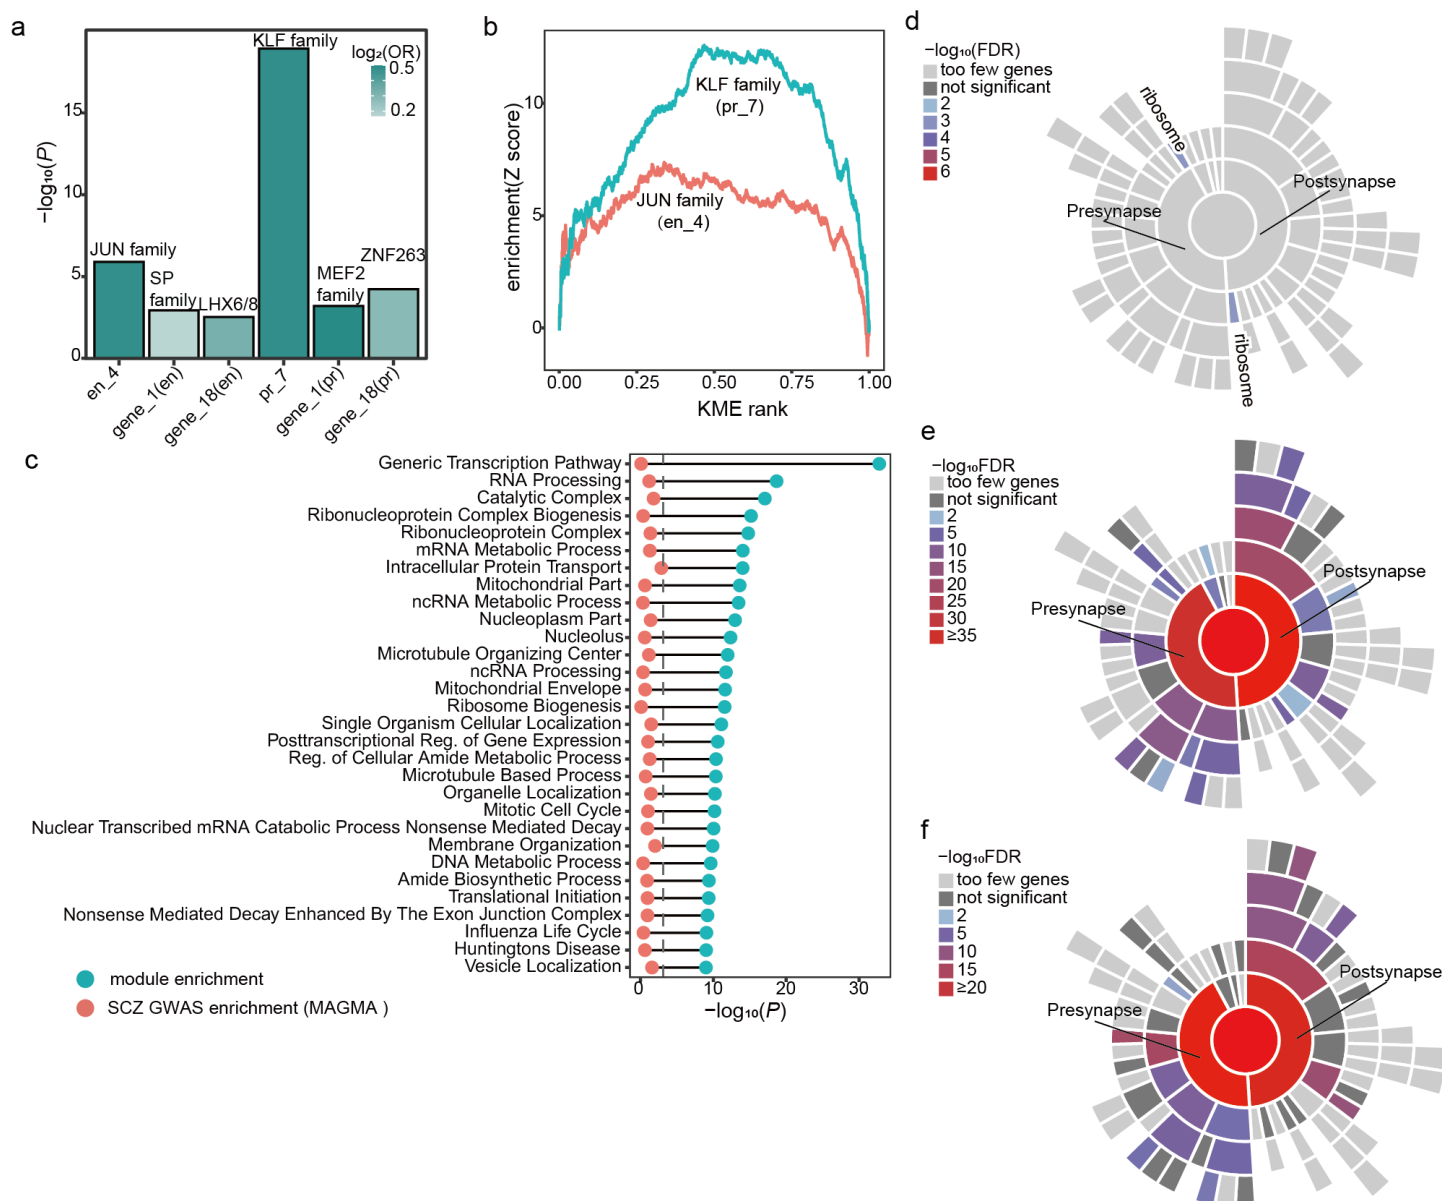 a
−log₁₀(P)
15
10
5
0
JUN family
SP
family
LHX6/8
KLF family
MEF2
family
ZNF263
log₂(OR)
0.5
0.2
en_4
gene_1(en)
gene_18(en)
pr_7
gene_1(pr)
gene_18(pr)
b
enrichment(Z score)
10
5
0
KLF family
(pr_7)
JUN family
(en_4)
0.00
0.25
0.50
0.75
1.00
KME rank
c
Generic Transcription Pathway
RNA Processing
Catalytic Complex
Ribonucleoprotein Complex Biogenesis
Ribonucleoprotein Complex
mRNA Metabolic Process
Intracellular Protein Transport
Mitochondrial Part
ncRNA Metabolic Process
Nucleoplasm Part
Nucleolus
Microtubule Organizing Center
ncRNA Processing
Mitochondrial Envelope
Ribosome Biogenesis
Single Organism Cellular Localization
Posttranscriptional Reg. of Gene Expression
Reg. of Cellular Amide Metabolic Process
Microtubule Based Process
Organelle Localization
Mitotic Cell Cycle
Nuclear Transcribed mRNA Catabolic Process Nonsense Mediated Decay
Membrane Organization
DNA Metabolic Process
Amide Biosynthetic Process
Translational Initiation
Nonsense Mediated Decay Enhanced By The Exon Junction Complex
Influenza Life Cycle
Huntingtons Disease
Vesicle Localization
0
10
20
30
−log₁₀(P)
module enrichment
SCZ GWAS enrichment (MAGMA )
d
−log₁₀(FDR)
too few genes
not significant
2
3
4
5
6
ribosome
Presynapse
Postsynapse
ribosome
e
−log₁₀FDR
too few genes
not significant
2
5
10
15
20
25
30
≥35
Presynapse
Postsynapse
f
−log₁₀FDR
too few genes
not significant
2
5
10
15
≥20
Presynapse
Postsynapse